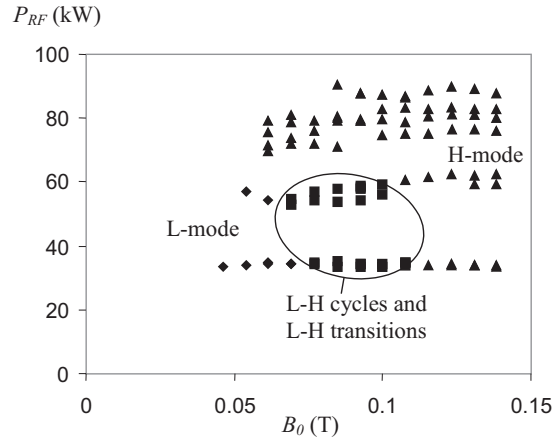 P_RF (kW)
100
80
60
40
20
0
H-mode
L-mode
L-H cycles and
L-H transitions
0
0.05
0.1
0.15
B_0 (T)